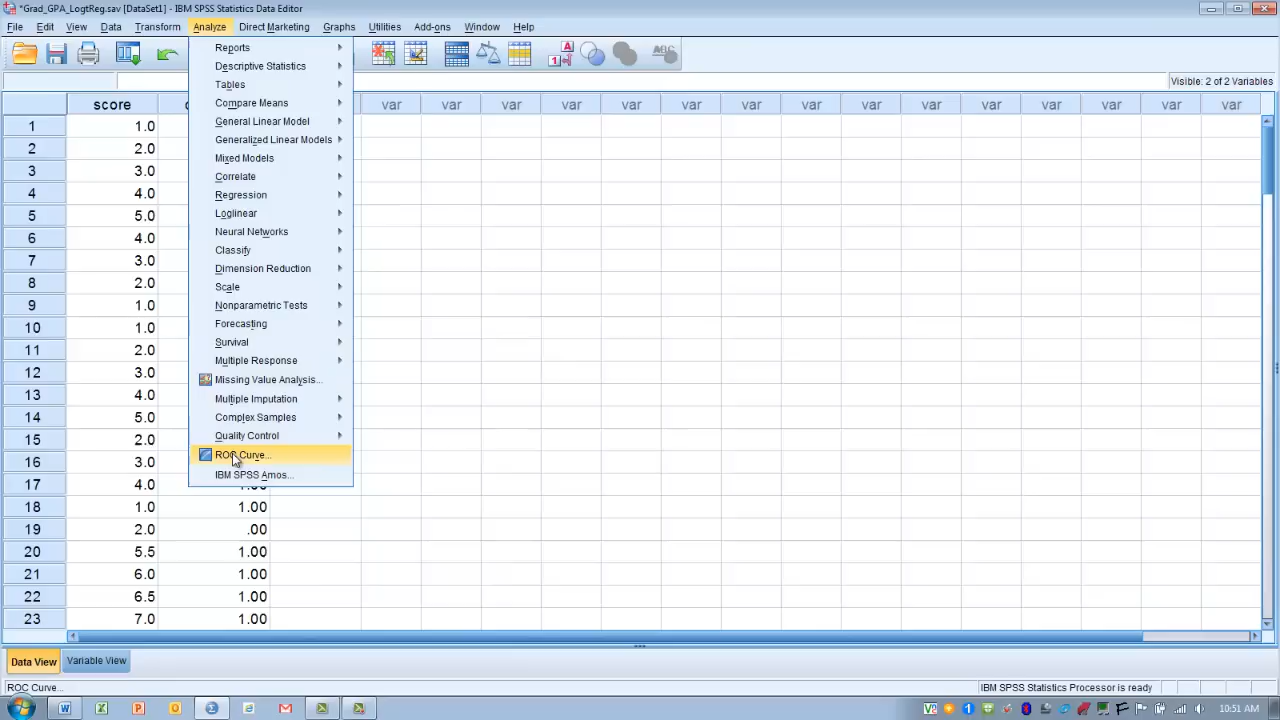 *Grad_GPA_LogtReg.sav [DataSet1] - IBM SPSS Statistics Data Editor
File Edit View Data Transform Analyze Direct Marketing Graphs Utilities Add-ons Window Help
Visible: 2 of 2 Variables
score var var var var var var var var var var var var var var var
1 1.0
2 2.0
3 3.0
4 4.0
5 5.0
6 4.0
7 3.0
8 2.0
9 1.0
10 1.0
11 2.0
12 3.0
13 4.0
14 5.0
15 2.0
16 3.0
17 4.0 1.00
18 1.0 1.00
19 2.0 .00
20 5.5 1.00
21 6.0 1.00
22 6.5 1.00
23 7.0 1.00
Reports
Descriptive Statistics
Tables
Compare Means
General Linear Model
Generalized Linear Models
Mixed Models
Correlate
Regression
Loglinear
Neural Networks
Classify
Dimension Reduction
Scale
Nonparametric Tests
Forecasting
Survival
Multiple Response
Missing Value Analysis...
Multiple Imputation
Complex Samples
Quality Control
ROC Curve...
IBM SPSS Amos...
Data View Variable View
ROC Curve... IBM SPSS Statistics Processor is ready
10:51 AM